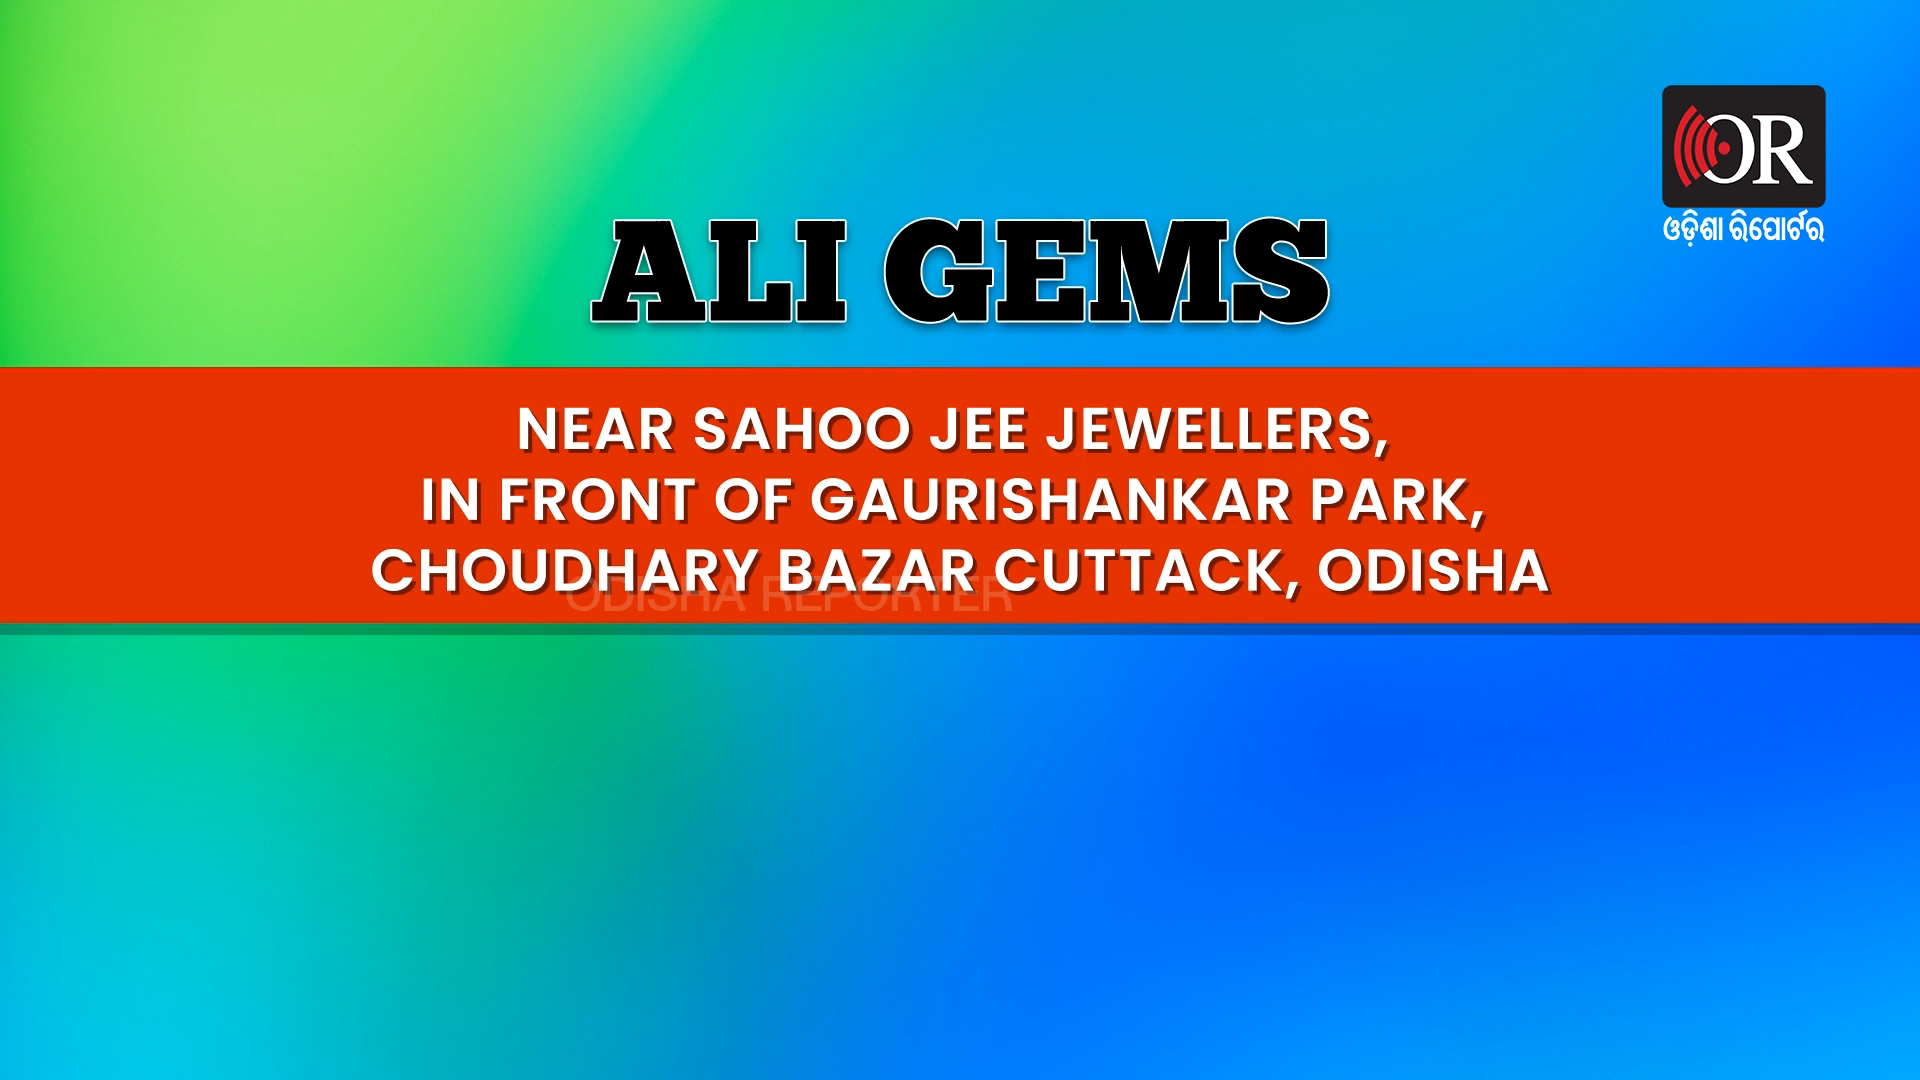 OR
ଓଡ଼ିଶା ରିପୋର୍ଟର
ALI GEMS
NEAR SAHOO JEE JEWELLERS,
IN FRONT OF GAURISHANKAR PARK,
CHOUDHARY BAZAR CUTTACK, ODISHA
ODISHA REPORTER